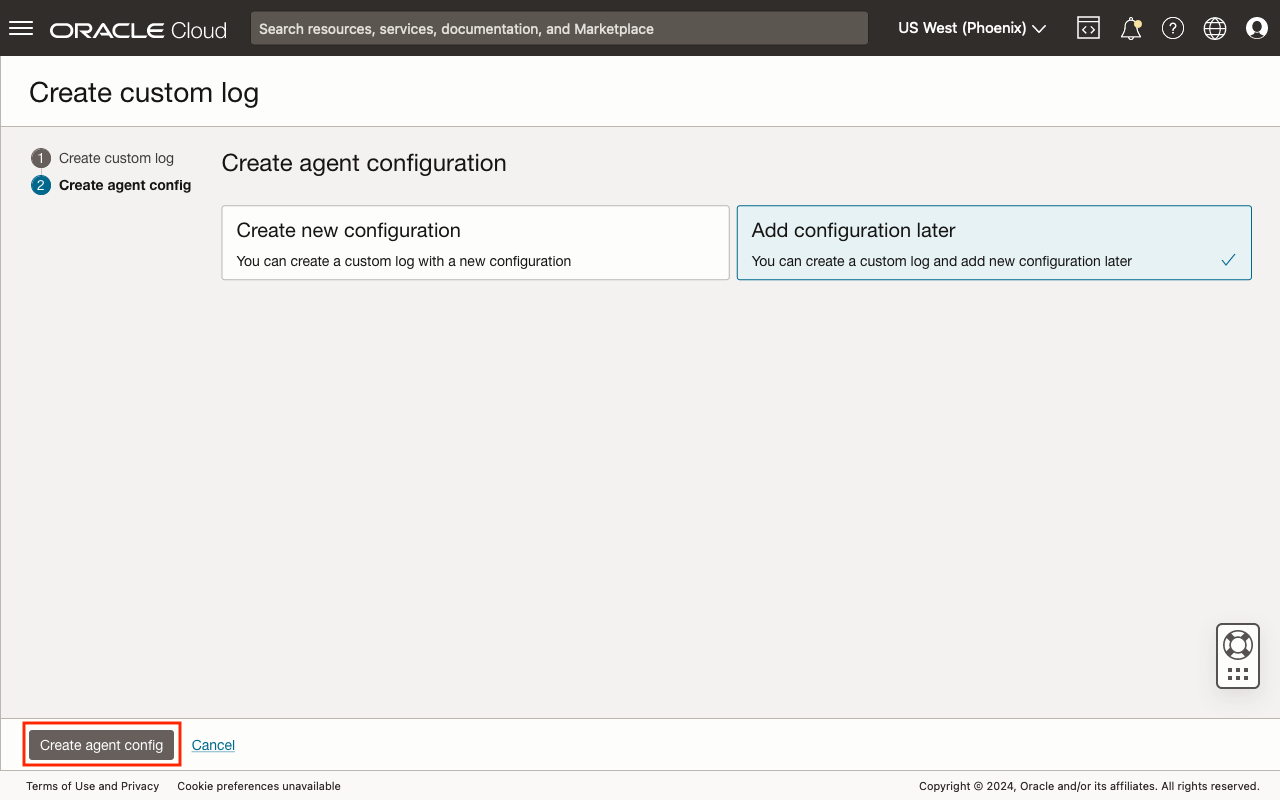 ORACLE Cloud
Search resources, services, documentation, and Marketplace
US West (Phoenix)
Create custom log
1 Create custom log
2 Create agent config
Create agent configuration
Create new configuration
You can create a custom log with a new configuration
Add configuration later
You can create a custom log and add new configuration later
Create agent config
Cancel
Terms of Use and Privacy
Cookie preferences unavailable
Copyright © 2024, Oracle and/or its affiliates. All rights reserved.